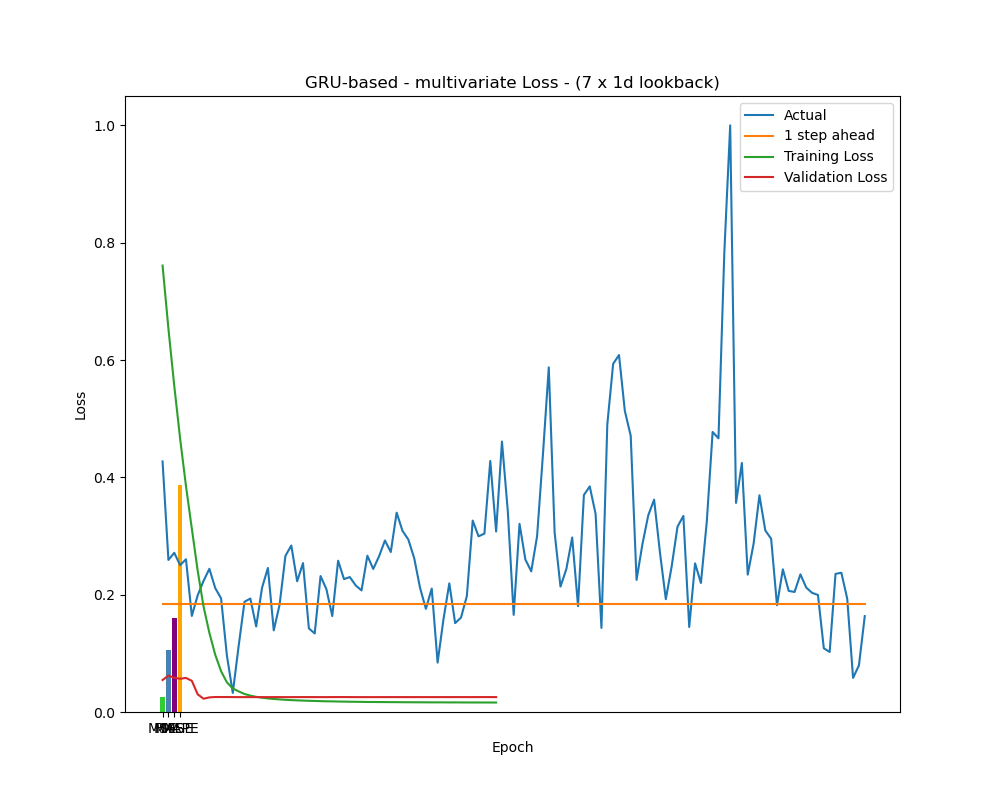 GRU-based - multivariate Loss - (7 x 1d lookback)
Actual
1 step ahead
Training Loss
Validation Loss
1.0
0.8
0.6
0.4
0.2
0.0
Loss
Epoch